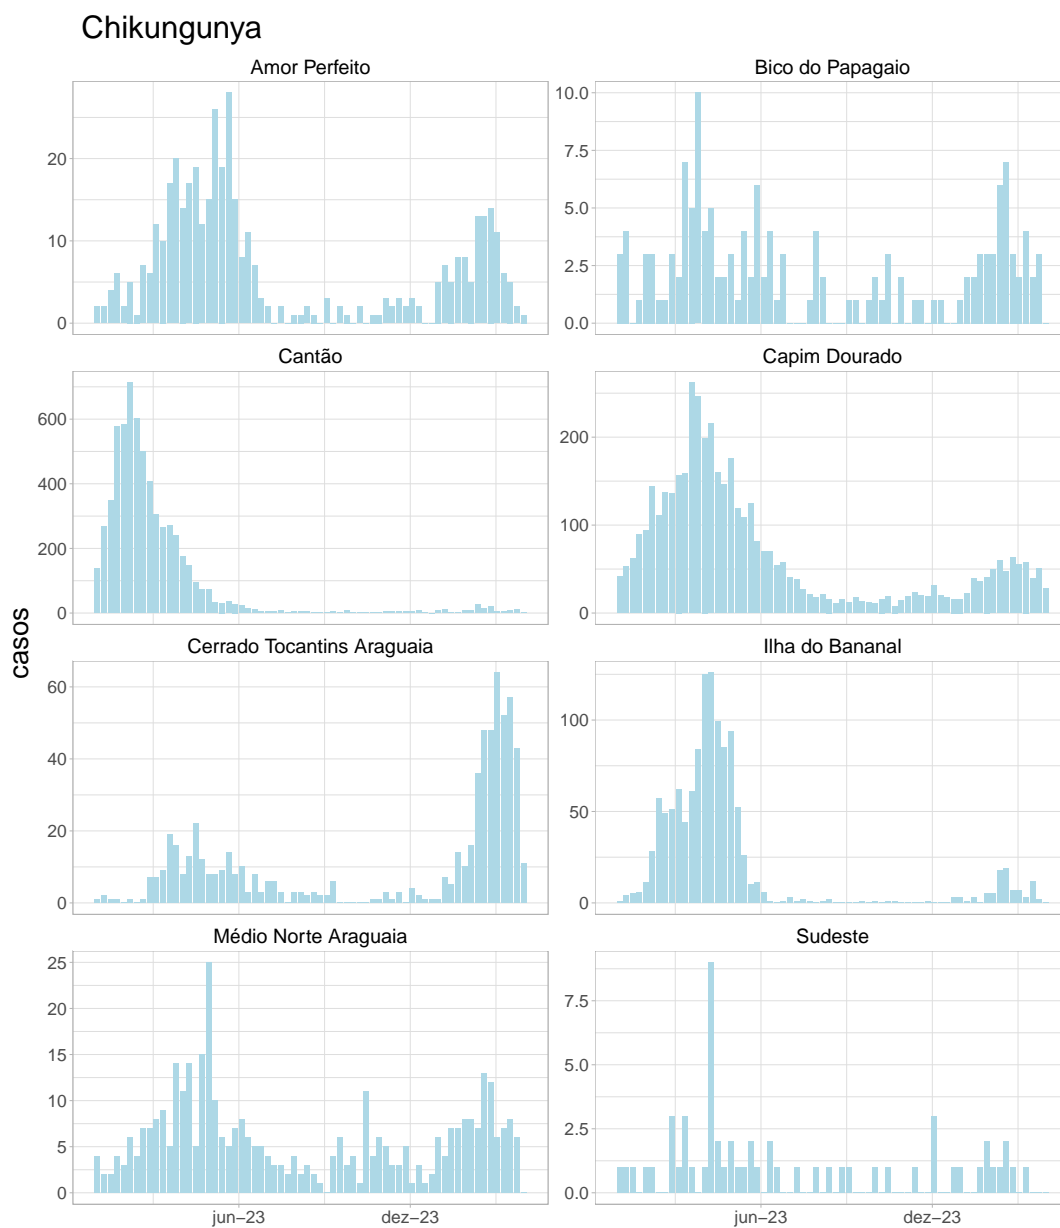 Chikungunya
Amor Perfeito
Bico do Papagaio
20
10
0
10.0
7.5
5.0
2.5
0.0
Cantão
Capim Dourado
600
400
200
0
200
100
0
casos
Cerrado Tocantins Araguaia
Ilha do Bananal
60
40
20
0
100
50
0
Médio Norte Araguaia
Sudeste
25
20
15
10
5
0
7.5
5.0
2.5
0.0
jun−23
dez−23
jun−23
dez−23